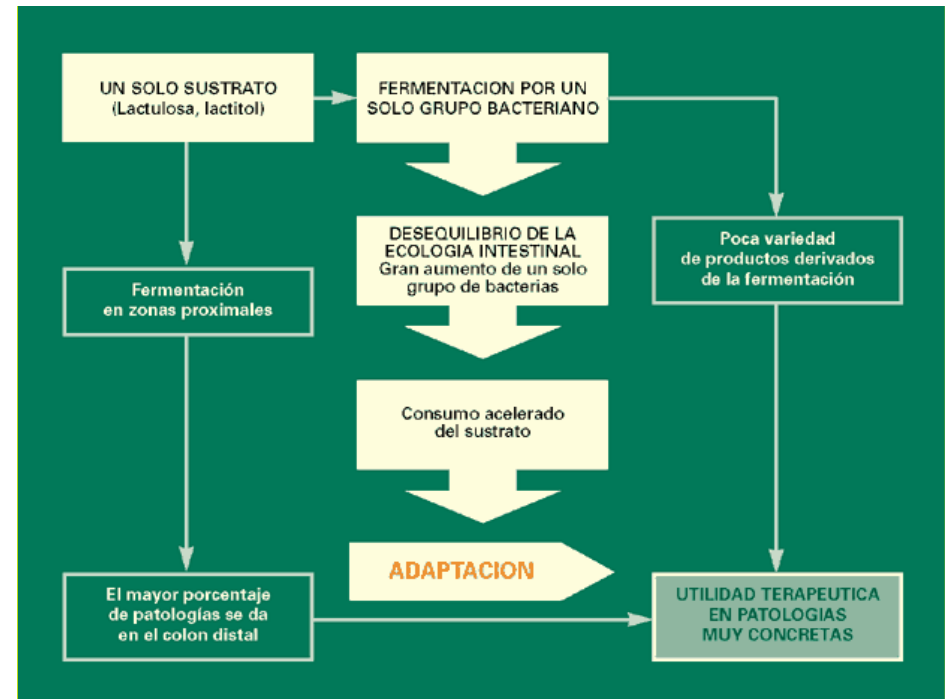 UN SOLO SUSTRATO
(Lactulosa, lactitol)
FERMENTACION POR UN
SOLO GRUPO BACTERIANO
DESEQUILIBRIO DE LA
ECOLOGIA INTESTINAL
Gran aumento de un solo
grupo de bacterias
Poca variedad
de productos derivados
de la fermentación
Fermentación
en zonas proximales
Consumo acelerado
del sustrato
ADAPTACION
El mayor porcentaje
de patologías se da
en el colon distal
UTILIDAD TERAPEUTICA
EN PATOLOGIAS
MUY CONCRETAS